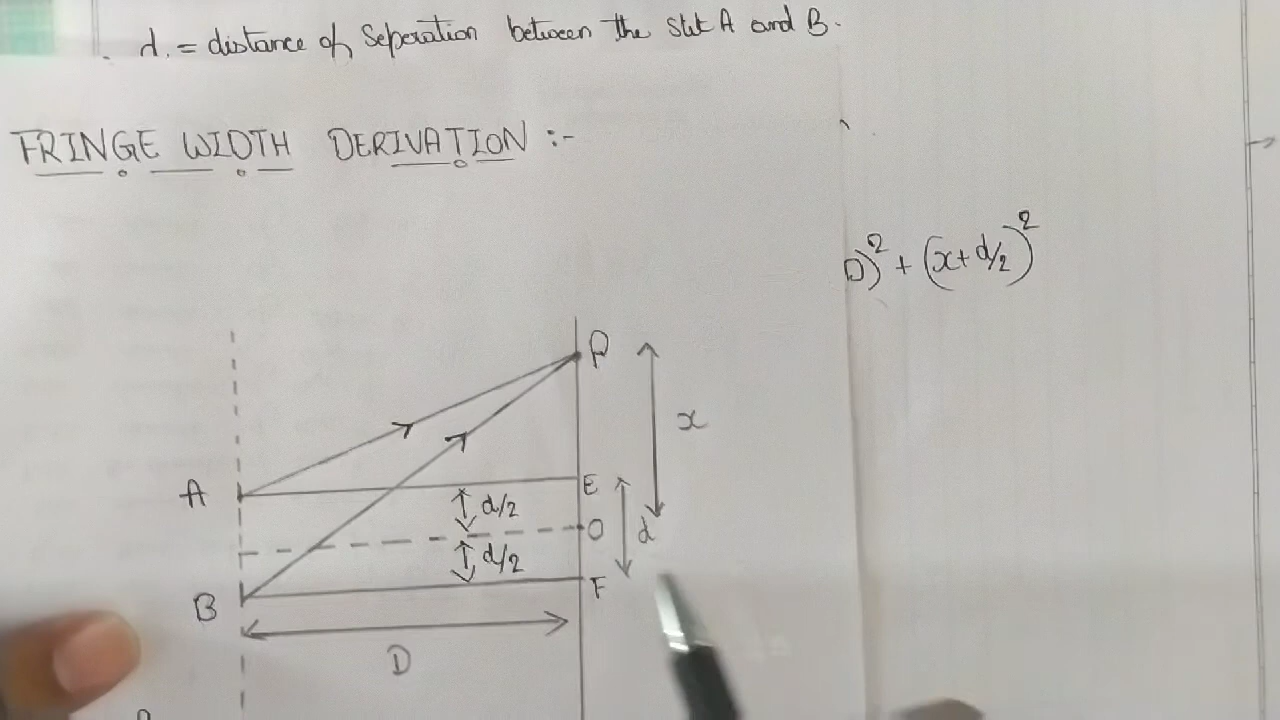 d. = distance of Seperation between the slit A and B.
FRINGE WIDTH DERIVATION :-
D)² + (x+d/2)²
P
x
A
E
d/2
O
d
d/2
B
F
D